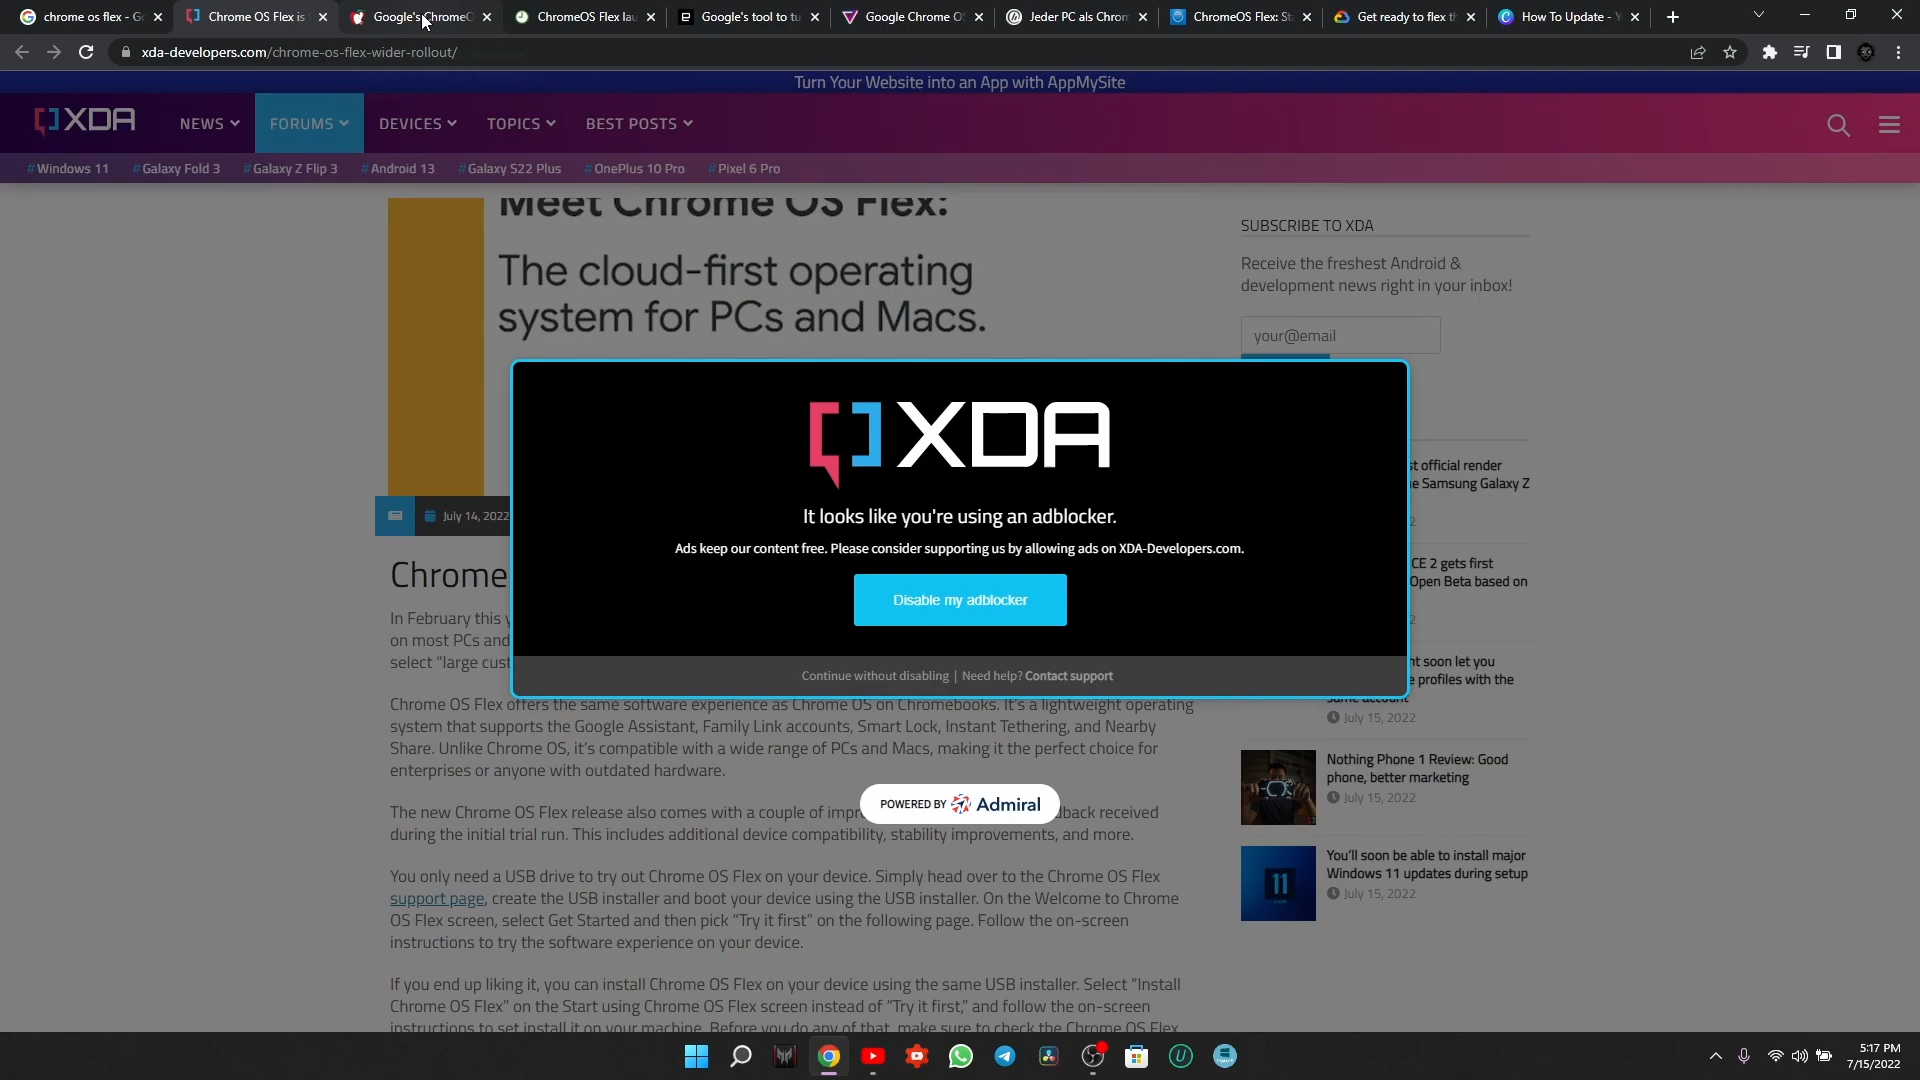 chrome os flex - G
Chrome OS Flex is
Google's ChromeO
ChromeOS Flex lau
Google's tool to tu
Google Chrome OS
Jeder PC als Chrom
ChromeOS Flex: Sta
Get ready to flex th
How To Update - Y
xda-developers.com/chrome-os-flex-wider-rollout/
Turn Your Website into an App with AppMySite
XDA
NEWS
FORUMS
DEVICES
TOPICS
BEST POSTS
#Windows 11
#Galaxy Fold 3
#Galaxy Z Flip 3
#Android 13
#Galaxy S22 Plus
#OnePlus 10 Pro
#Pixel 6 Pro
Meet Chrome OS Flex:
The cloud-first operating
system for PCs and Macs.
July 14, 2022
Chrome
In February this y
on most PCs and
select "large cust
Chrome OS Flex offers the same software experience as Chrome OS on Chromebooks. It's a lightweight operating
system that supports the Google Assistant, Family Link accounts, Smart Lock, Instant Tethering, and Nearby
Share. Unlike Chrome OS, it's compatible with a wide range of PCs and Macs, making it the perfect choice for
enterprises or anyone with outdated hardware.
The new Chrome OS Flex release also comes with a couple of impr dback received
during the initial trial run. This includes additional device compatibility, stability improvements, and more.
You only need a USB drive to try out Chrome OS Flex on your device. Simply head over to the Chrome OS Flex
support page, create the USB installer and boot your device using the USB installer. On the Welcome to Chrome
OS Flex screen, select Get Started and then pick "Try it first" on the following page. Follow the on-screen
instructions to try the software experience on your device.
If you end up liking it, you can install Chrome OS Flex on your device using the same USB installer. Select "Install
Chrome OS Flex" on the Start using Chrome OS Flex screen instead of "Try it first," and follow the on-screen
instructions to set install it on your machine. Before you do any of that, make sure to check the Chrome OS Flex
XDA
It looks like you're using an adblocker.
Ads keep our content free. Please consider supporting us by allowing ads on XDA-Developers.com.
Disable my adblocker
Continue without disabling | Need help? Contact support
POWERED BY Admiral
SUBSCRIBE TO XDA
Receive the freshest Android &
development news right in your inbox!
your@email
st official render
e Samsung Galaxy Z
2
CE 2 gets first
Open Beta based on
2
nt soon let you
e profiles with the
same account
July 15, 2022
Nothing Phone 1 Review: Good
phone, better marketing
July 15, 2022
You'll soon be able to install major
Windows 11 updates during setup
July 15, 2022
11
5:17 PM
7/15/2022